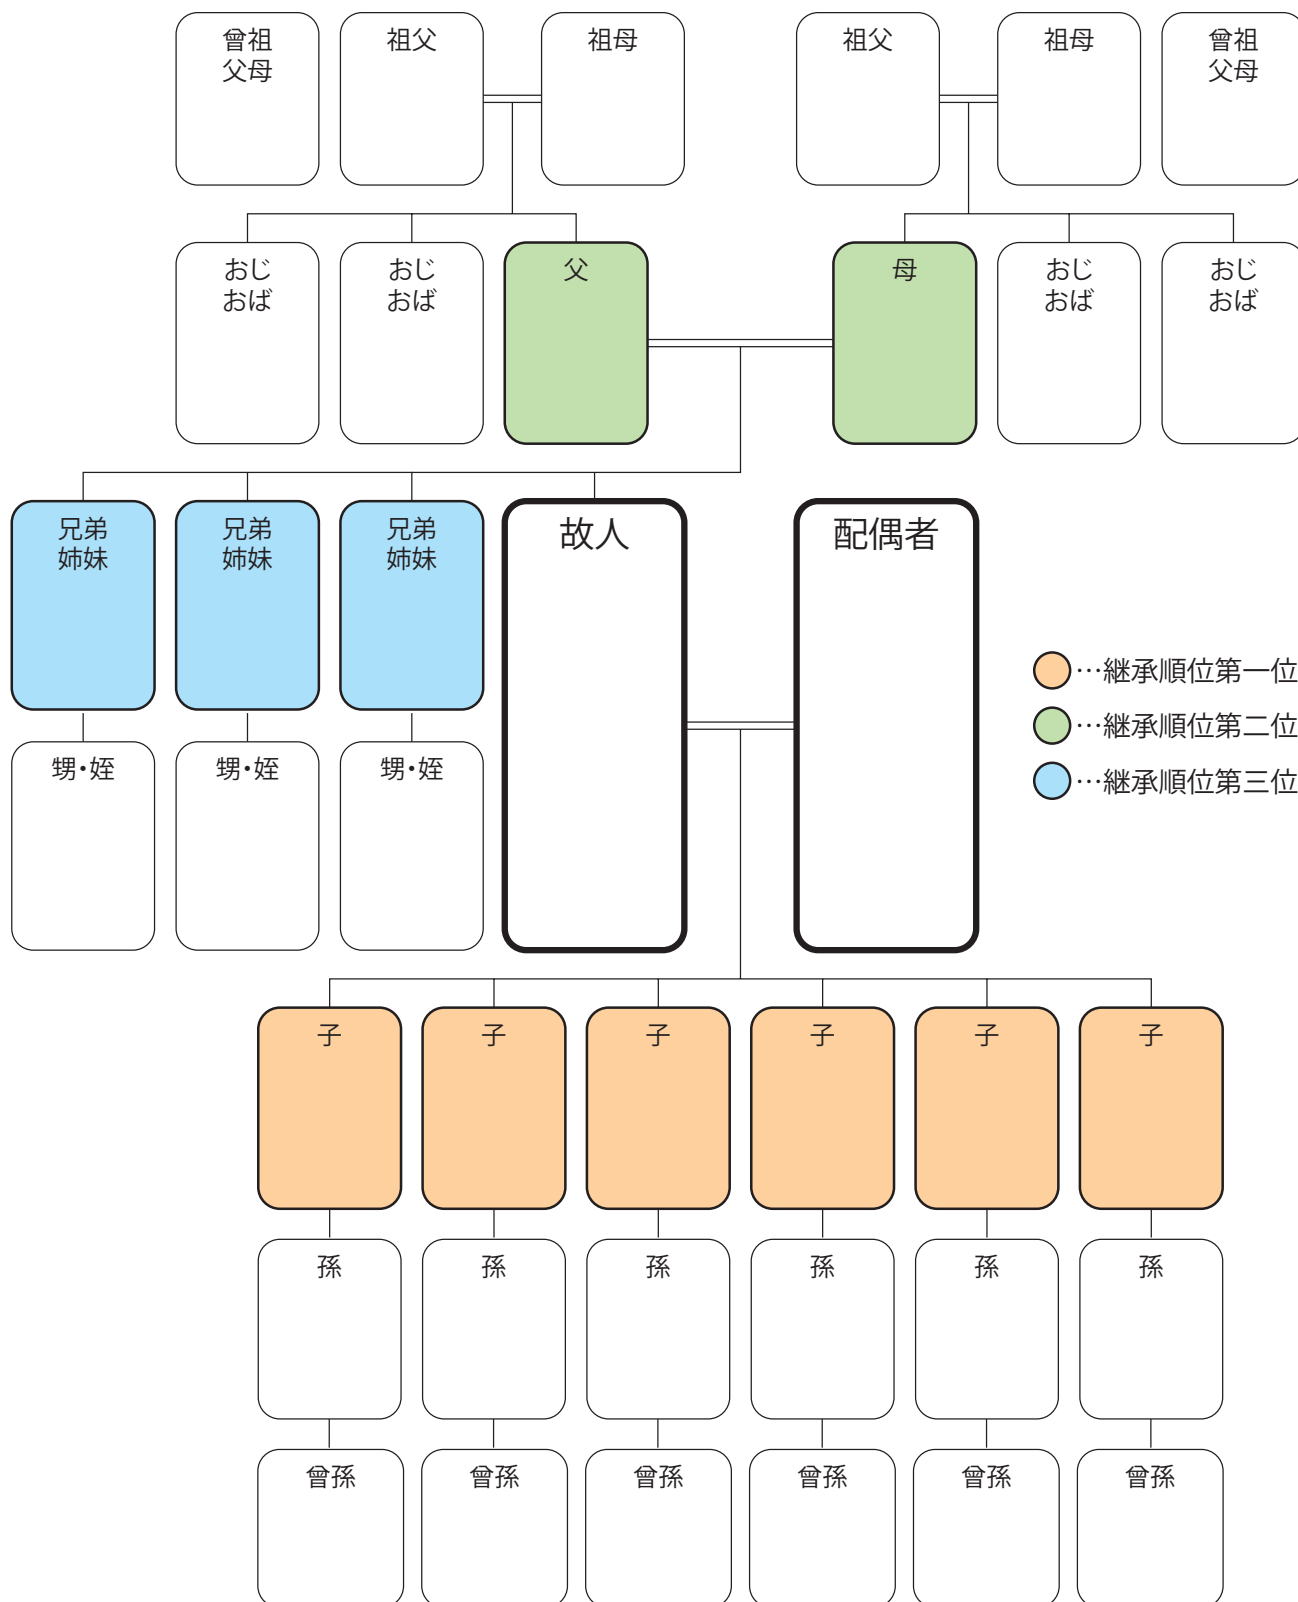 曾祖
父母
祖父
祖母
祖父
祖母
曾祖
父母
おじ
おば
おじ
おば
父
母
おじ
おば
おじ
おば
兄弟
姉妹
兄弟
姉妹
兄弟
姉妹
故人
配偶者
…継承順位第一位
…継承順位第二位
…継承順位第三位
甥・姪
甥・姪
甥・姪
子
子
子
子
子
子
孫
孫
孫
孫
孫
孫
曾孫
曾孫
曾孫
曾孫
曾孫
曾孫